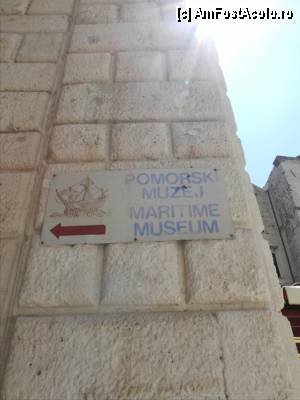 (c) AmFostAcolo.ro
POMORSKI
MUZEJ
MARITIME
MUSEUM